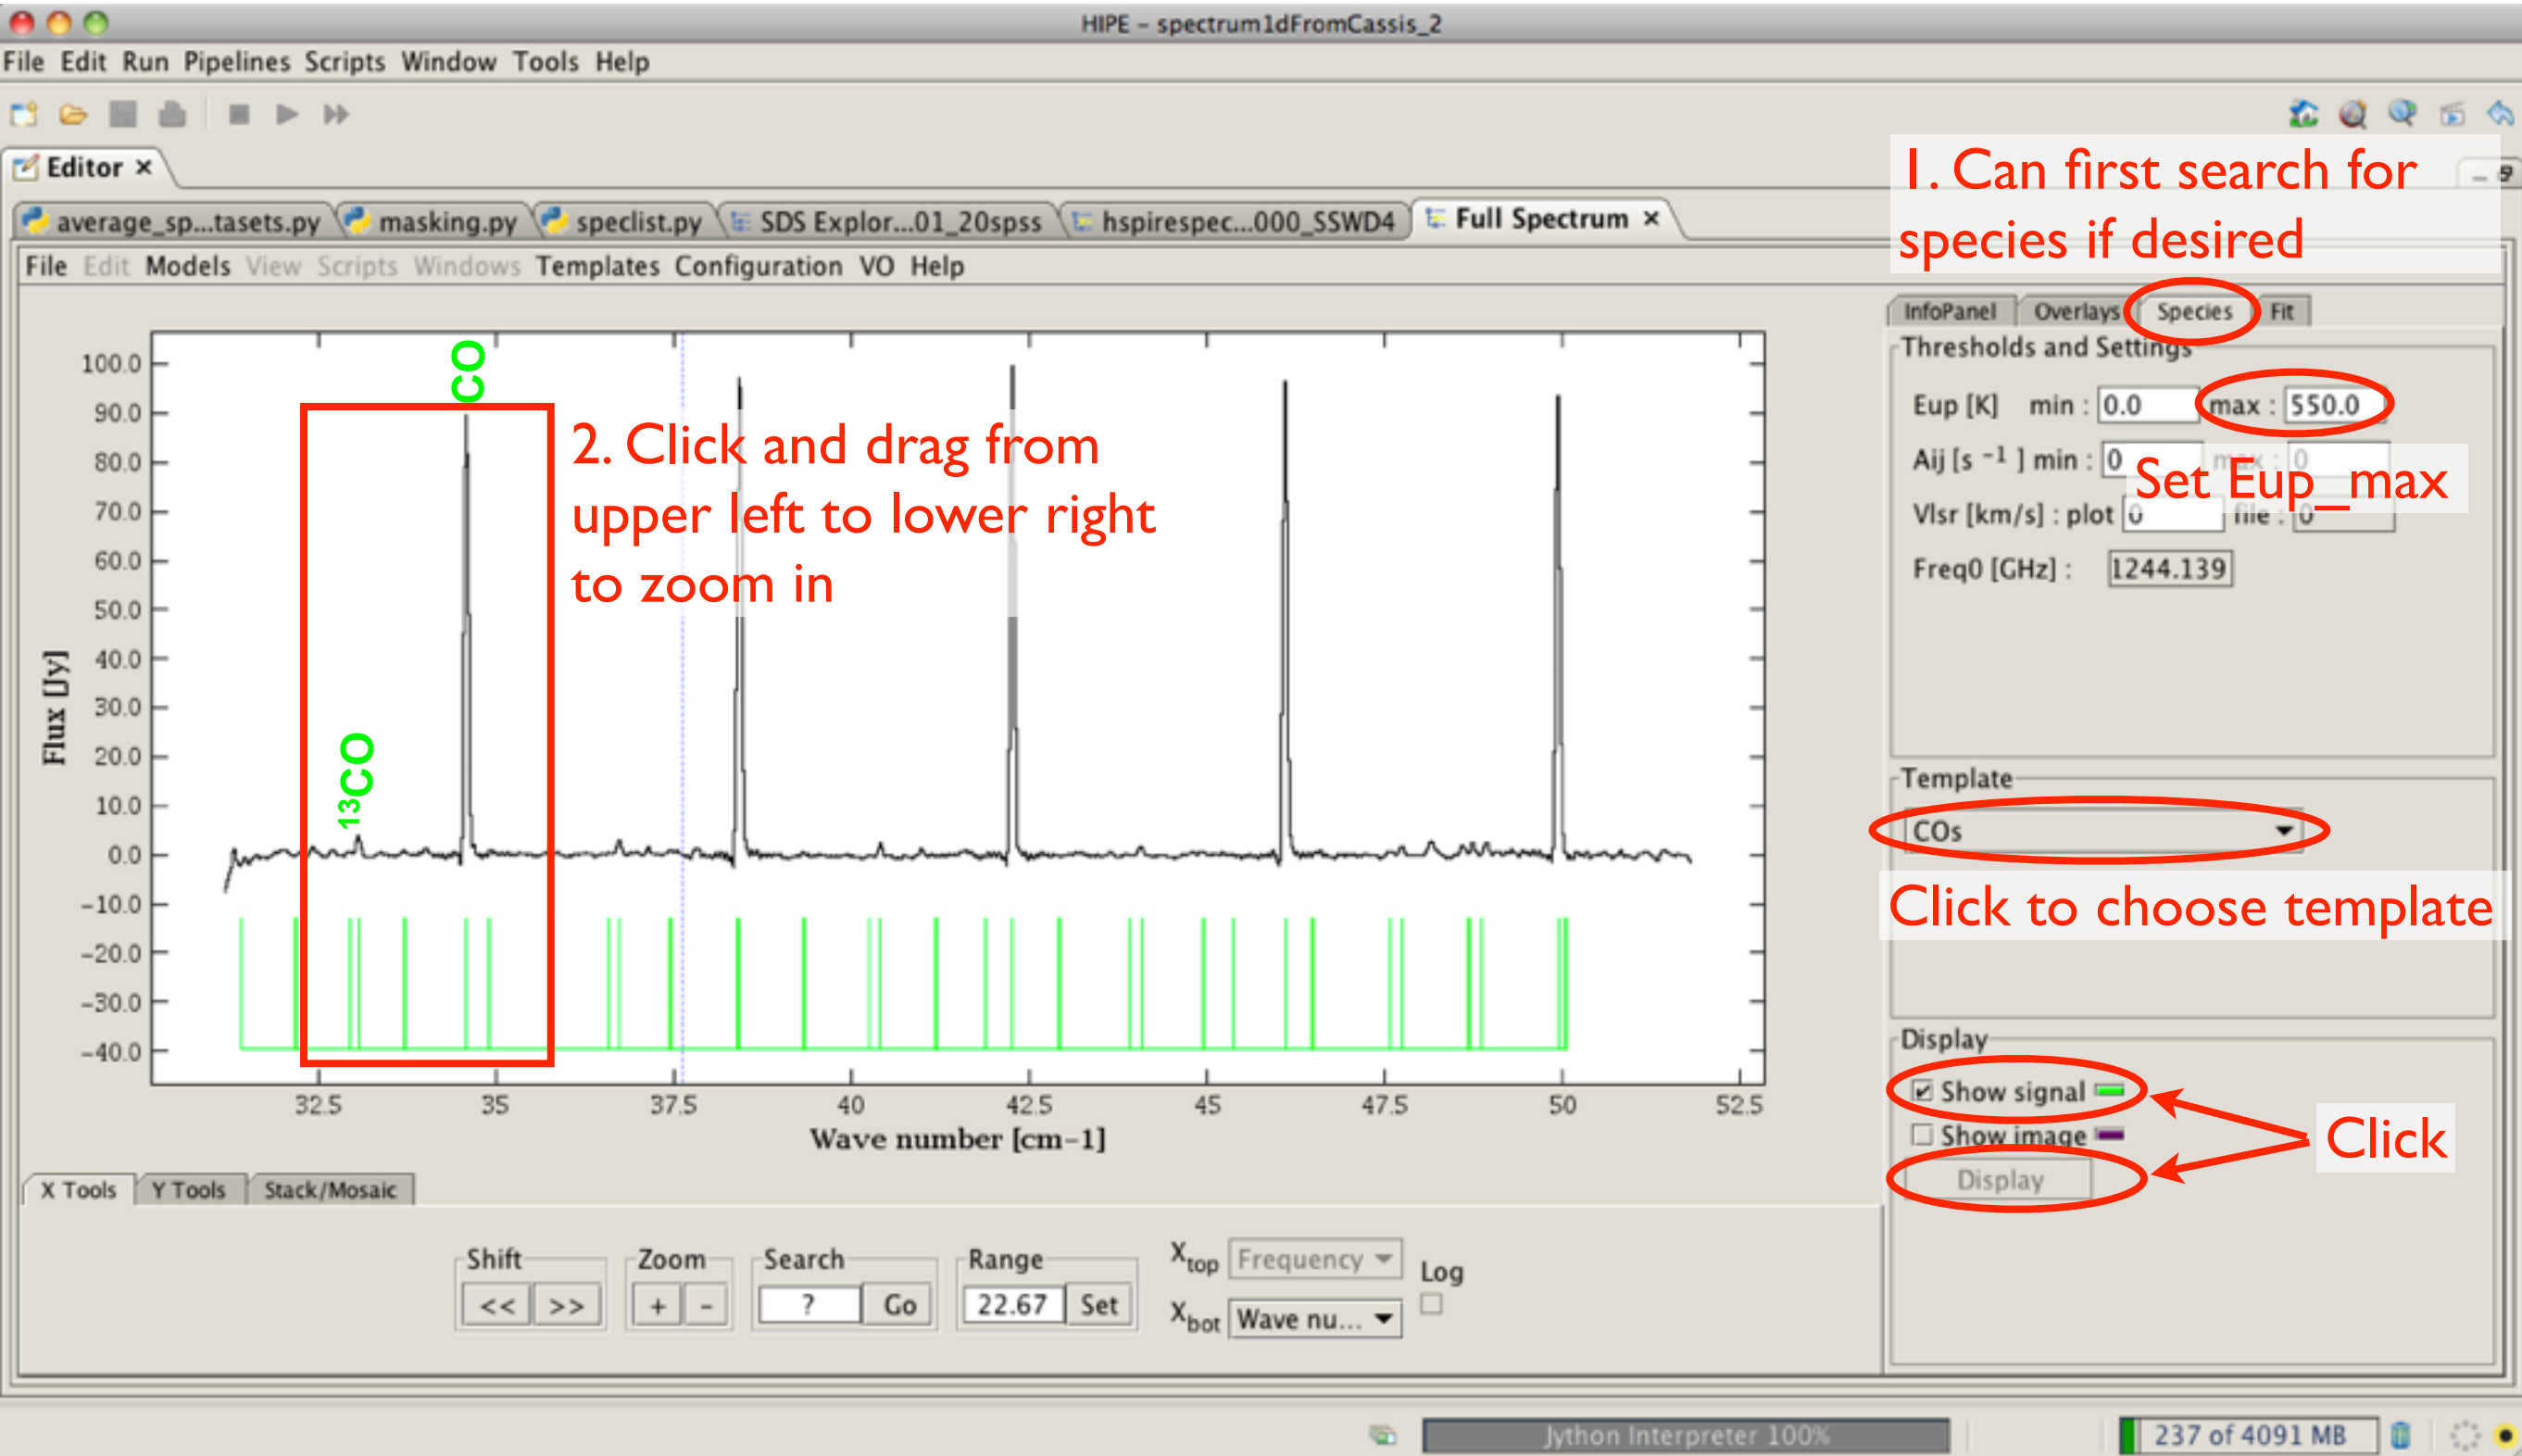 HIPE – spectrum1dFromCassis_2
File Edit Run Pipelines Scripts Window Tools Help
Editor ×
average_sp...tasets.py masking.py speclist.py SDS Explor...01_20spss hspirespec...000_SSWD4 Full Spectrum ×
1. Can first search for
species if desired
File Edit Models View Scripts Windows Templates Configuration VO Help
InfoPanel Overlays Species Fit
Thresholds and Settings
Eup [K] min : 0.0 max : 550.0
Aij [s -1 ] min : 0 max : 0
Set Eup_max
Vlsr [km/s] : plot 0 file : 0
Freq0 [GHz] : 1244.139
Template
COs
Click to choose template
Display
Show signal
Show image
Display
Click
CO
13CO
2. Click and drag from
upper left to lower right
to zoom in
Flux [Jy]
100.0
90.0
80.0
70.0
60.0
50.0
40.0
30.0
20.0
10.0
0.0
−10.0
−20.0
−30.0
−40.0
32.5 35 37.5 40 42.5 45 47.5 50 52.5
Wave number [cm−1]
X Tools Y Tools Stack/Mosaic
Shift
<< >>
Zoom
+ -
Search
? Go
Range
22.67 Set
Xtop Frequency
Xbot Wave nu...
Log
Jython Interpreter 100%
237 of 4091 MB